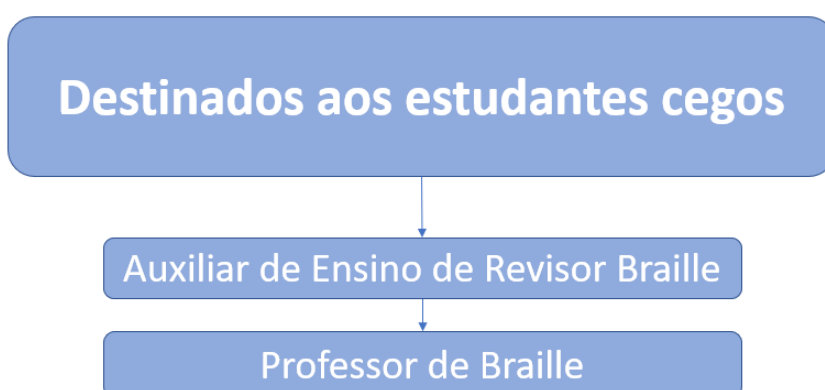 Destinados aos estudantes cegos
Auxiliar de Ensino de Revisor Braille
Professor de Braille